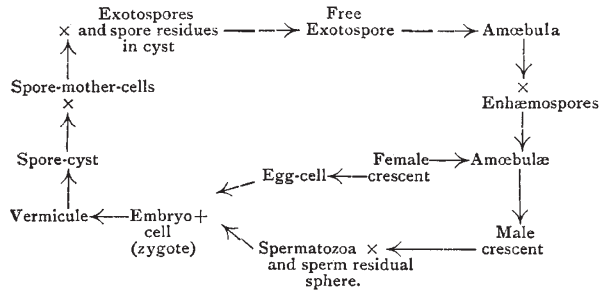 Exotospores
× and spore residues
in cyst
Free
Exotospore
Amœbula
Spore-mother-cells
×
×
Enhæmospores
Spore-cyst
Egg-cell
Female
crescent
Amœbulæ
Vermicule
Embryo+
cell
(zygote)
Spermatozoa ×
and sperm residual
sphere.
Male
crescent